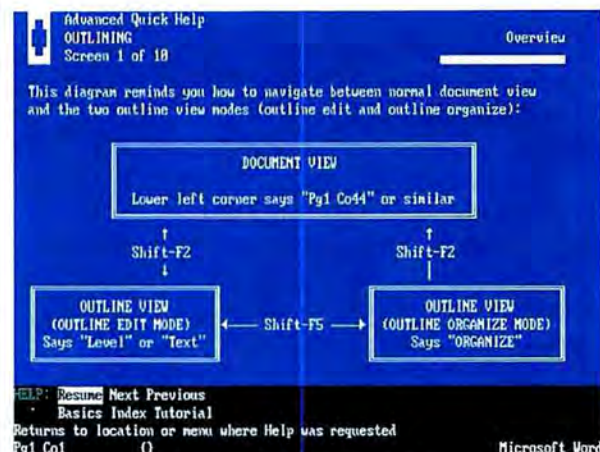 Advanced Quick Help
OUTLINING Overview
Screen 1 of 10
This diagram reminds you how to navigate between normal document view
and the two outline view modes (outline edit and outline organize):
DOCUMENT VIEW
Lower left corner says "Pg1 Co44" or similar
↑ ↑
Shift-F2 Shift-F2
↓ |
OUTLINE VIEW OUTLINE VIEW
(OUTLINE EDIT MODE) ←— Shift-F5 —→ (OUTLINE ORGANIZE MODE)
Says "Level" or "Text" Says "ORGANIZE"
HELP: Resume Next Previous
Basics Index Tutorial
Returns to location or menu where Help was requested
Pg1 Co1 {} Microsoft Word